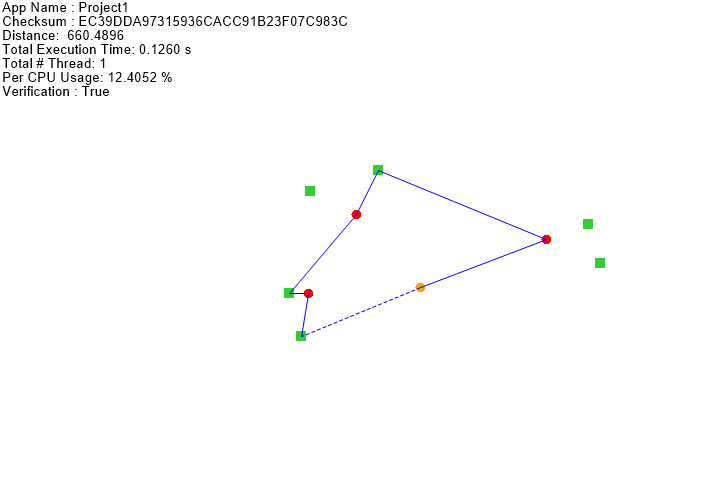 App Name : Project1
Checksum : EC39DDA97315936CACC91B23F07C983C
Distance:  660.4896
Total Execution Time: 0.1260 s
Total # Thread: 1
Per CPU Usage: 12.4052 %
Verification : True